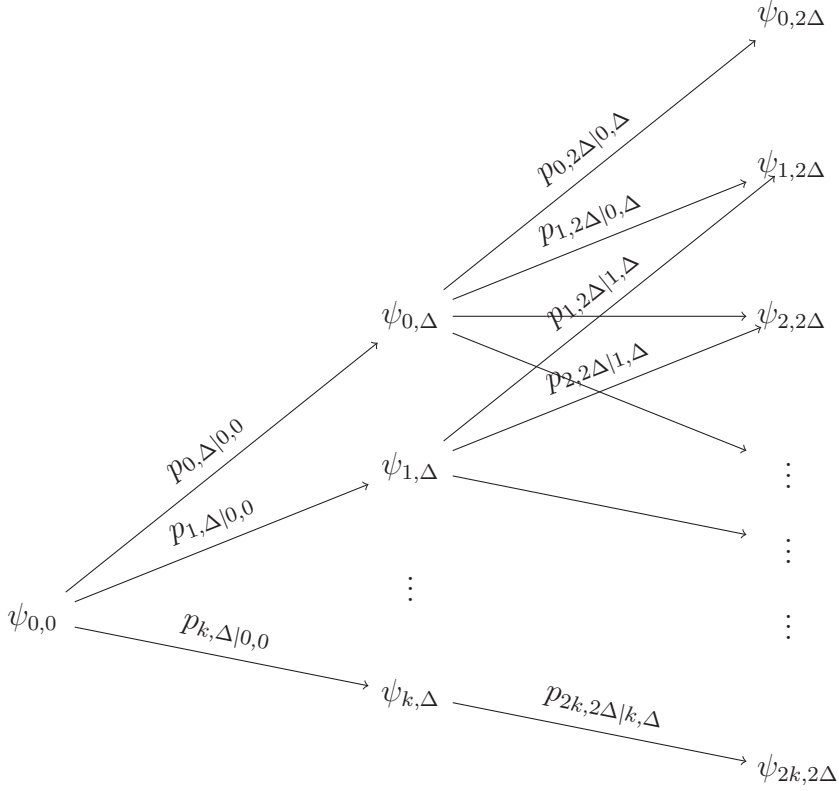 ψ_{0,2Δ}
p_{0,2Δ|0,Δ}
ψ_{1,2Δ}
p_{1,2Δ|0,Δ}
p_{1,2Δ|1,Δ}
ψ_{0,Δ}
ψ_{2,2Δ}
p_{2,2Δ|1,Δ}
p_{0,Δ|0,0}
ψ_{1,Δ}
⋮
p_{1,Δ|0,0}
⋮
⋮
ψ_{0,0}
⋮
p_{k,Δ|0,0}
ψ_{k,Δ}
p_{2k,2Δ|k,Δ}
ψ_{2k,2Δ}